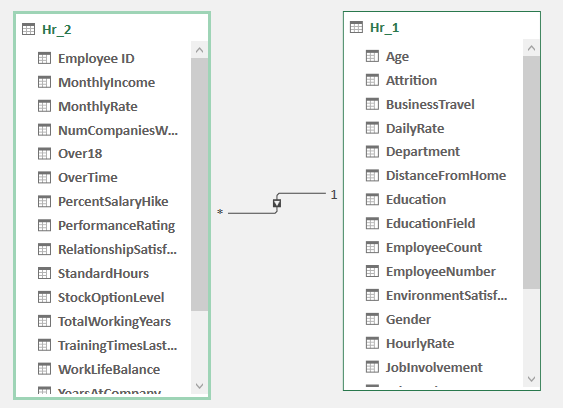 Hr_2
Employee ID
MonthlyIncome
MonthlyRate
NumCompaniesW...
Over18
OverTime
PercentSalaryHike
PerformanceRating
RelationshipSatisf...
StandardHours
StockOptionLevel
TotalWorkingYears
TrainingTimesLast...
WorkLifeBalance
YearsAtCompany
*
1
Hr_1
Age
Attrition
BusinessTravel
DailyRate
Department
DistanceFromHome
Education
EducationField
EmployeeCount
EmployeeNumber
EnvironmentSatisf...
Gender
HourlyRate
JobInvolvement